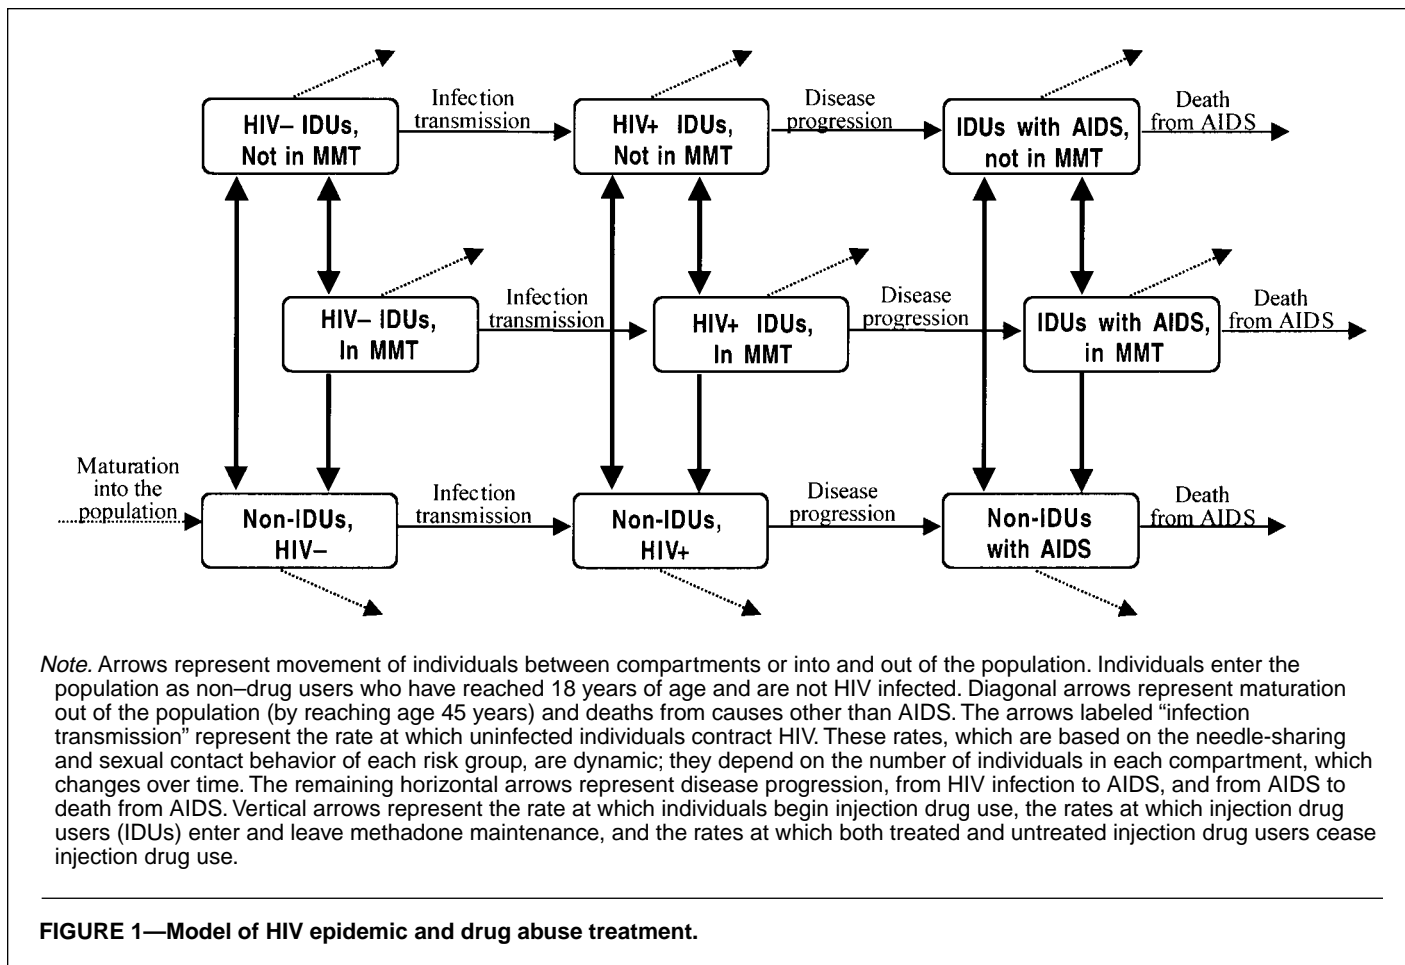 Infection
transmission
Disease
progression
Death
from AIDS
HIV– IDUs,
Not in MMT
HIV+ IDUs,
Not in MMT
IDUs with AIDS,
not in MMT
Infection
transmission
Disease
progression
Death
from AIDS
HIV– IDUs,
In MMT
HIV+ IDUs,
In MMT
IDUs with AIDS,
in MMT
Maturation
into the
population
Infection
transmission
Disease
progression
Death
from AIDS
Non-IDUs,
HIV–
Non-IDUs,
HIV+
Non-IDUs
with AIDS
Note. Arrows represent movement of individuals between compartments or into and out of the population. Individuals enter the
population as non–drug users who have reached 18 years of age and are not HIV infected. Diagonal arrows represent maturation
out of the population (by reaching age 45 years) and deaths from causes other than AIDS. The arrows labeled “infection
transmission” represent the rate at which uninfected individuals contract HIV. These rates, which are based on the needle-sharing
and sexual contact behavior of each risk group, are dynamic; they depend on the number of individuals in each compartment, which
changes over time. The remaining horizontal arrows represent disease progression, from HIV infection to AIDS, and from AIDS to
death from AIDS. Vertical arrows represent the rate at which individuals begin injection drug use, the rates at which injection drug
users (IDUs) enter and leave methadone maintenance, and the rates at which both treated and untreated injection drug users cease
injection drug use.
FIGURE 1—Model of HIV epidemic and drug abuse treatment.